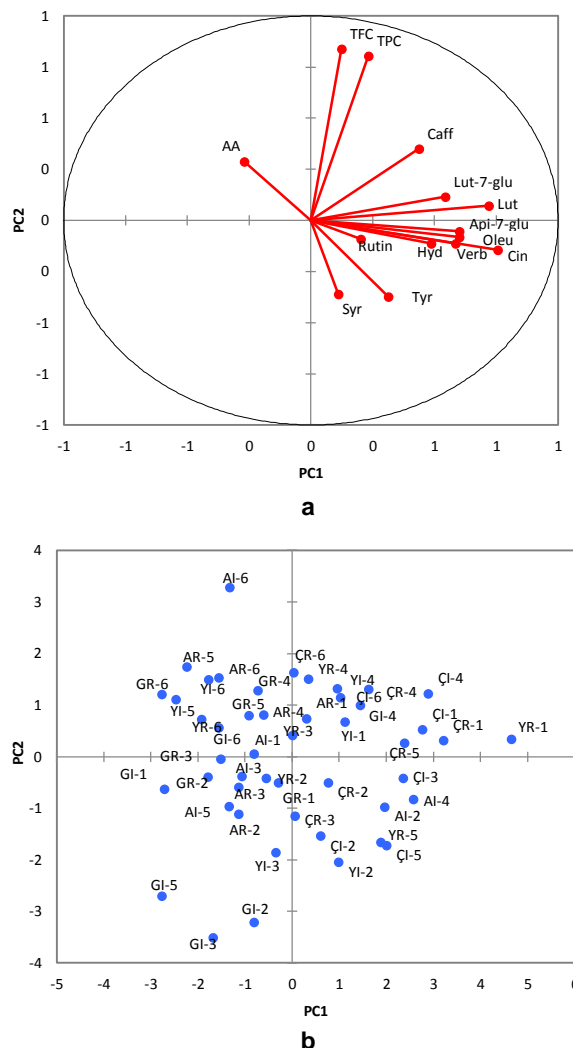 1
TFC
TPC
1
1
Caff
AA
0
Lut-7-glu
Lut
PC2
0
Api-7-glu
Rutin
Hyd
Verb
Oleu
Cin
0
Syr
Tyr
-1
-1
-1
-1 -1 -1 0 0 0 1 1 1
PC1
a
4
AI-6
3
2
ÇR-6
AR-5
AR-6
GR-4
YR-4
YI-4
GR-6
YI-6
ÇR-4
ÇI-4
1
YI-5
GR-5
AR-4
AR-1
ÇI-6
GI-4
ÇI-1
YR-6
GI-6
YR-3
YI-1
ÇR-1
YR-1
PC2
0
GR-3
AI-1
ÇR-5
GI-1
GR-2
AI-3
YR-2
ÇI-3
AR-3
GR-1
ÇR-2
AI-4
-1
AI-5
AR-2
ÇR-3
AI-2
YR-5
YI-3
ÇI-2
ÇI-5
-2
YI-2
GI-5
-3
GI-2
GI-3
-4
-5 -4 -3 -2 -1 0 1 2 3 4 5 6
PC1
b